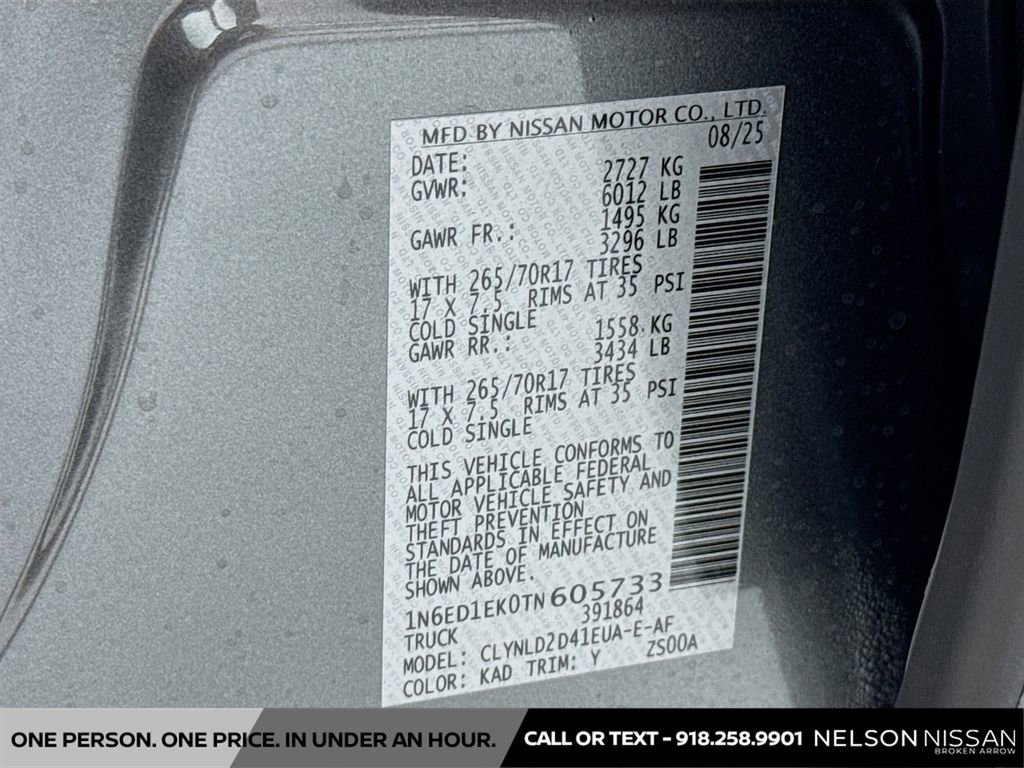 MFD BY NISSAN MOTOR CO., LTD.
DATE: 08/25
GVWR: 2727 KG
6012 LB
GAWR FR.: 1495 KG
3296 LB
WITH 265/70R17 TIRES
17 X 7.5 RIMS AT 35 PSI
COLD SINGLE
GAWR RR.: 1558 KG
3434 LB
WITH 265/70R17 TIRES
17 X 7.5 RIMS AT 35 PSI
COLD SINGLE
THIS VEHICLE CONFORMS TO
ALL APPLICABLE FEDERAL
MOTOR VEHICLE SAFETY AND
THEFT PREVENTION
STANDARDS IN EFFECT ON
THE DATE OF MANUFACTURE
SHOWN ABOVE.
1N6ED1EK0TN605733
TRUCK 391864
MODEL: CLYNLD2D41EUA-E-AF
COLOR: KAD TRIM: Y ZS00A
ONE PERSON. ONE PRICE. IN UNDER AN HOUR.
CALL OR TEXT - 918.258.9901
NELSON NISSAN
BROKEN ARROW